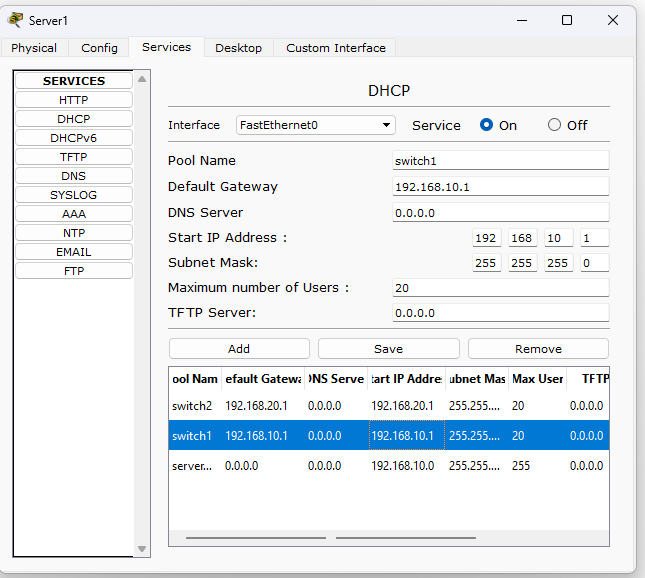 Server1
Physical Config Services Desktop Custom Interface
SERVICES
HTTP
DHCP
DHCPv6
TFTP
DNS
SYSLOG
AAA
NTP
EMAIL
FTP
DHCP
Interface FastEthernet0 Service On Off
Pool Name switch1
Default Gateway 192.168.10.1
DNS Server 0.0.0.0
Start IP Address : 192 168 10 1
Subnet Mask: 255 255 255 0
Maximum number of Users : 20
TFTP Server: 0.0.0.0
Add Save Remove
ool Nam efault Gatewa DNS Serve tart IP Addre ubnet Mas Max User TFTP
switch2 192.168.20.1 0.0.0.0 192.168.20.1 255.255.... 20 0.0.0.0
switch1 192.168.10.1 0.0.0.0 192.168.10.1 255.255.... 20 0.0.0.0
server... 0.0.0.0 0.0.0.0 192.168.10.0 255.255.... 255 0.0.0.0